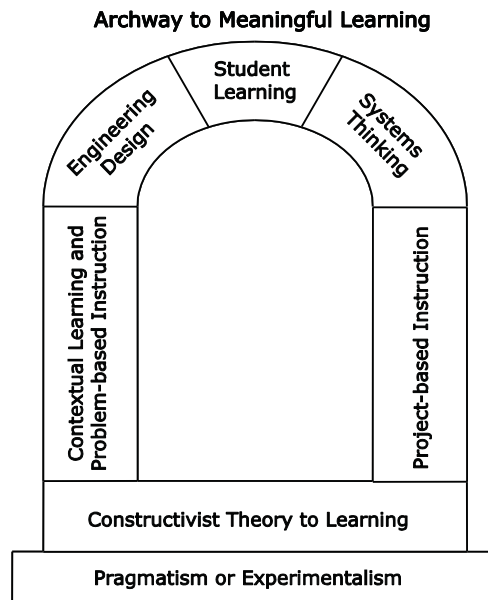 Archway to Meaningful Learning
Student
Learning
Engineering
Design
Systems
Thinking
Contextual Learning and
Problem-based Instruction
Project-based Instruction
Constructivist Theory to Learning
Pragmatism or Experimentalism